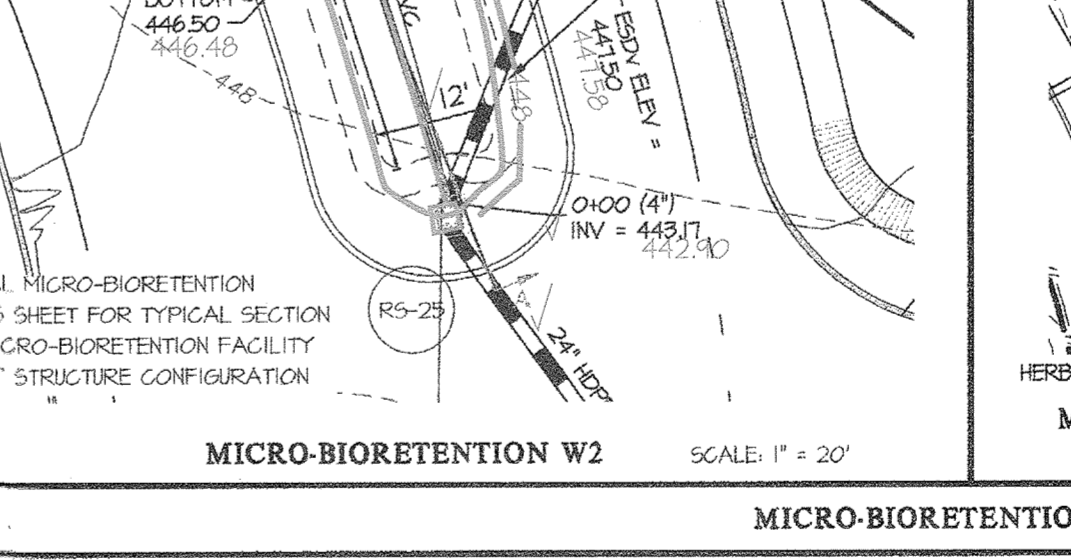 446.50
446.48
448
12'
448
ESDV ELEV =
447.50
447.58
0+00 (4")
INV = 443.17
442.90
MICRO-BIORETENTION
SHEET FOR TYPICAL SECTION
RS-25
CRO-BIORETENTION FACILITY
STRUCTURE CONFIGURATION
24" HDP
HERB
MICRO-BIORETENTION W2
SCALE: 1" = 20'
M
MICRO-BIORETENTIO